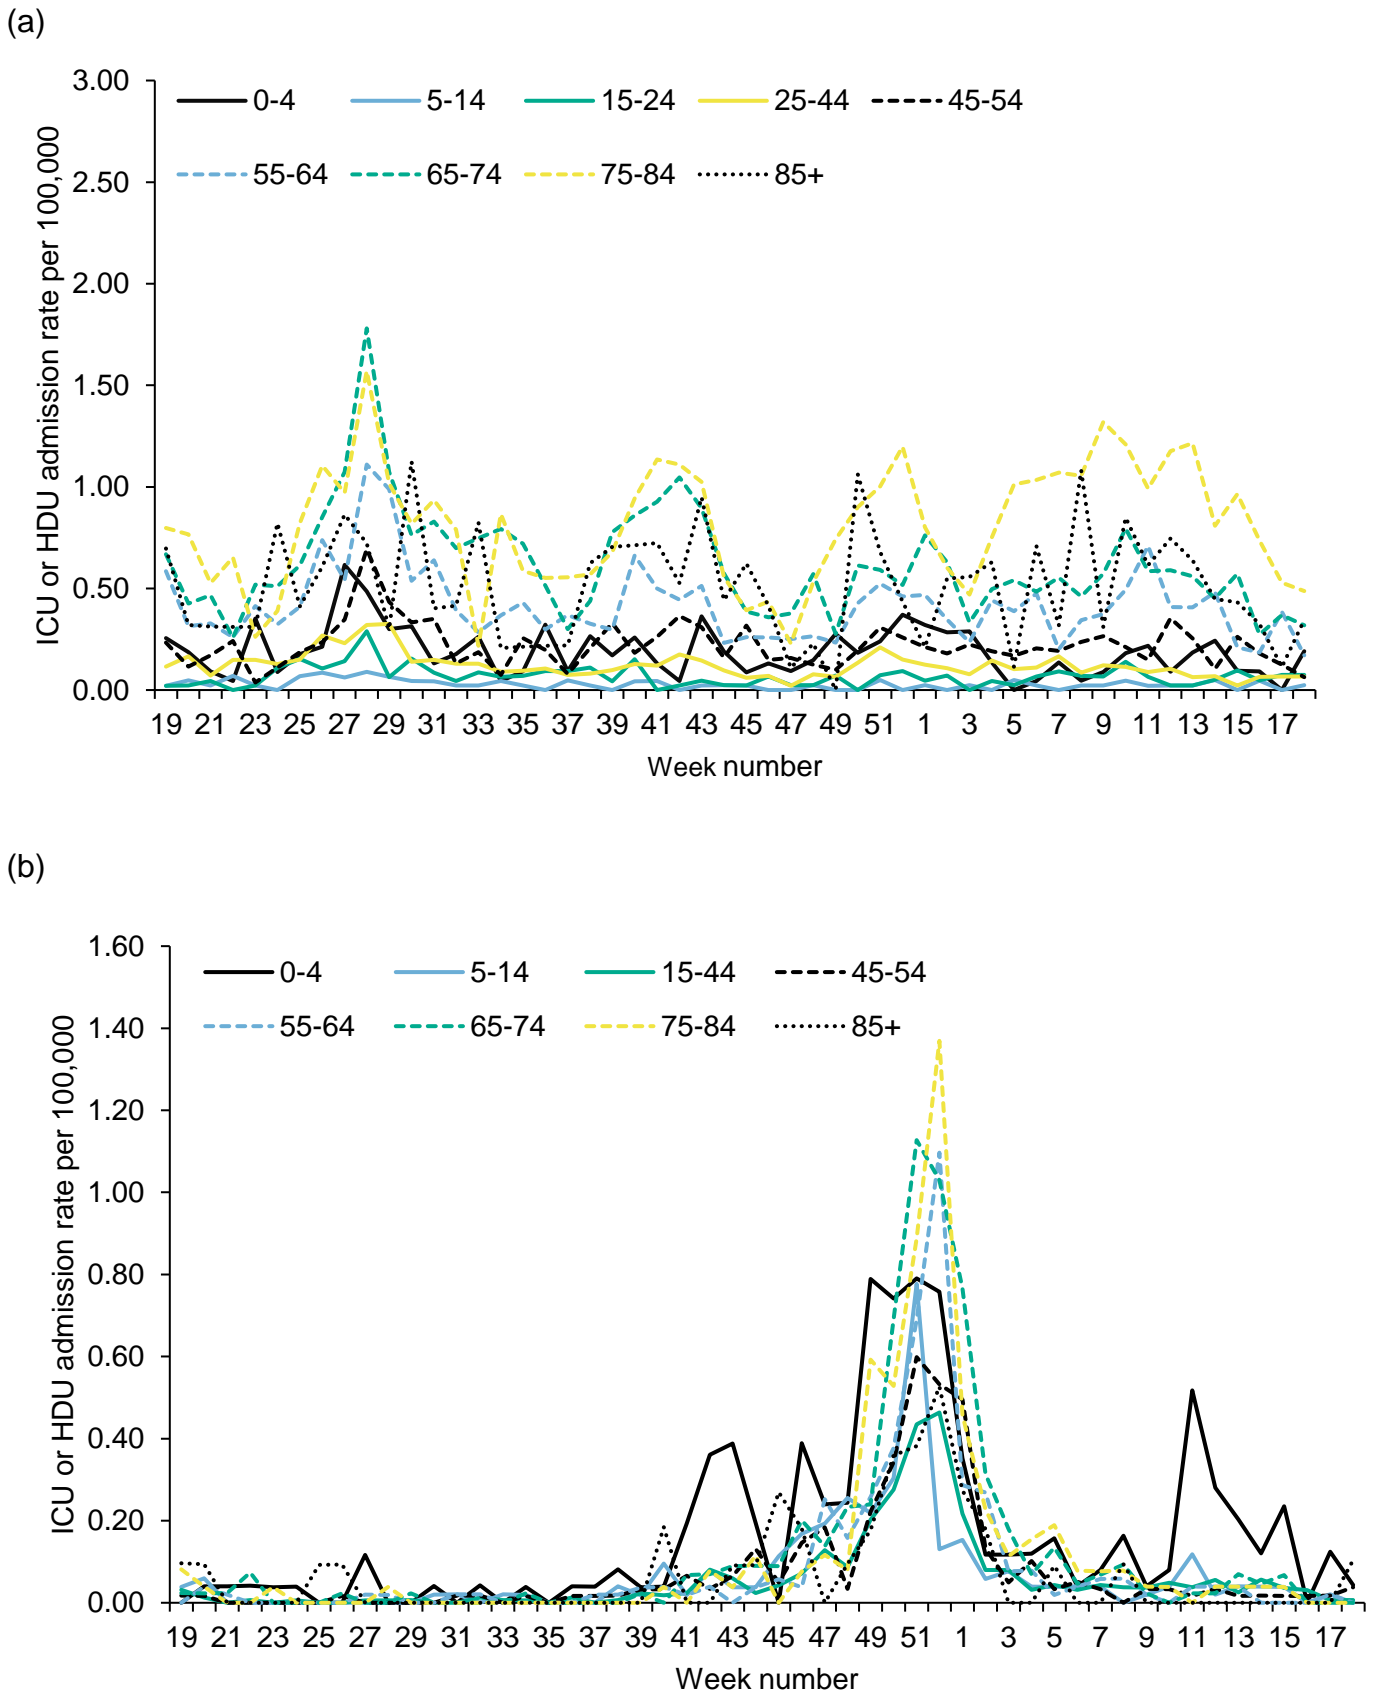 (a)
3.00
0-4 5-14 15-24 25-44 45-54
55-64 65-74 75-84 85+
2.50
2.00
1.50
1.00
0.50
0.00
ICU or HDU admission rate per 100,000
19 21 23 25 27 29 31 33 35 37 39 41 43 45 47 49 51 1 3 5 7 9 11 13 15 17
Week number
(b)
1.60
0-4 5-14 15-44 45-54
55-64 65-74 75-84 85+
1.40
1.20
1.00
0.80
0.60
0.40
0.20
0.00
ICU or HDU admission rate per 100,000
19 21 23 25 27 29 31 33 35 37 39 41 43 45 47 49 51 1 3 5 7 9 11 13 15 17
Week number